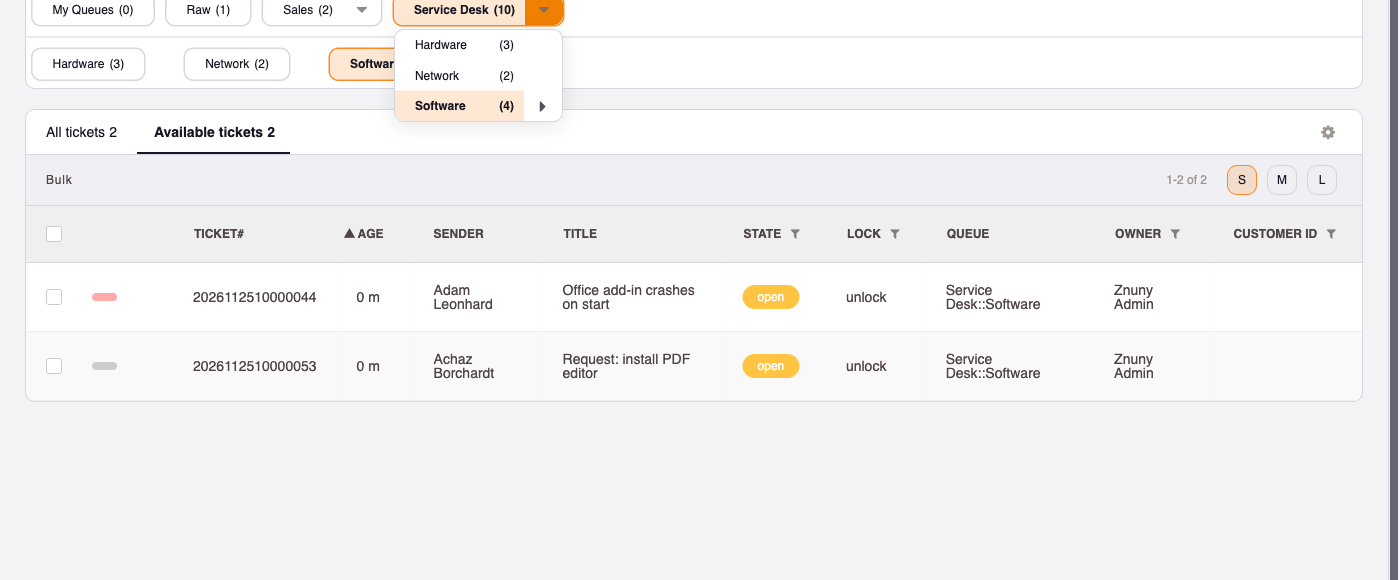 My Queues (0) Raw (1) Sales (2) Service Desk (10)
Hardware (3)
Network (2)
Software (4)
Hardware (3) Network (2) Softwar
All tickets 2 Available tickets 2
Bulk 1-2 of 2 S M L
TICKET# AGE SENDER TITLE STATE LOCK QUEUE OWNER CUSTOMER ID
2026112510000044 0 m Adam Leonhard Office add-in crashes on start open unlock Service Desk::Software Znuny Admin
2026112510000053 0 m Achaz Borchardt Request: install PDF editor open unlock Service Desk::Software Znuny Admin